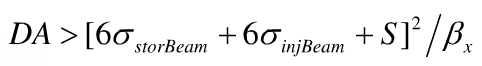 DA > [6σ_storBeam + 6σ_injBeam + S]² / β_x